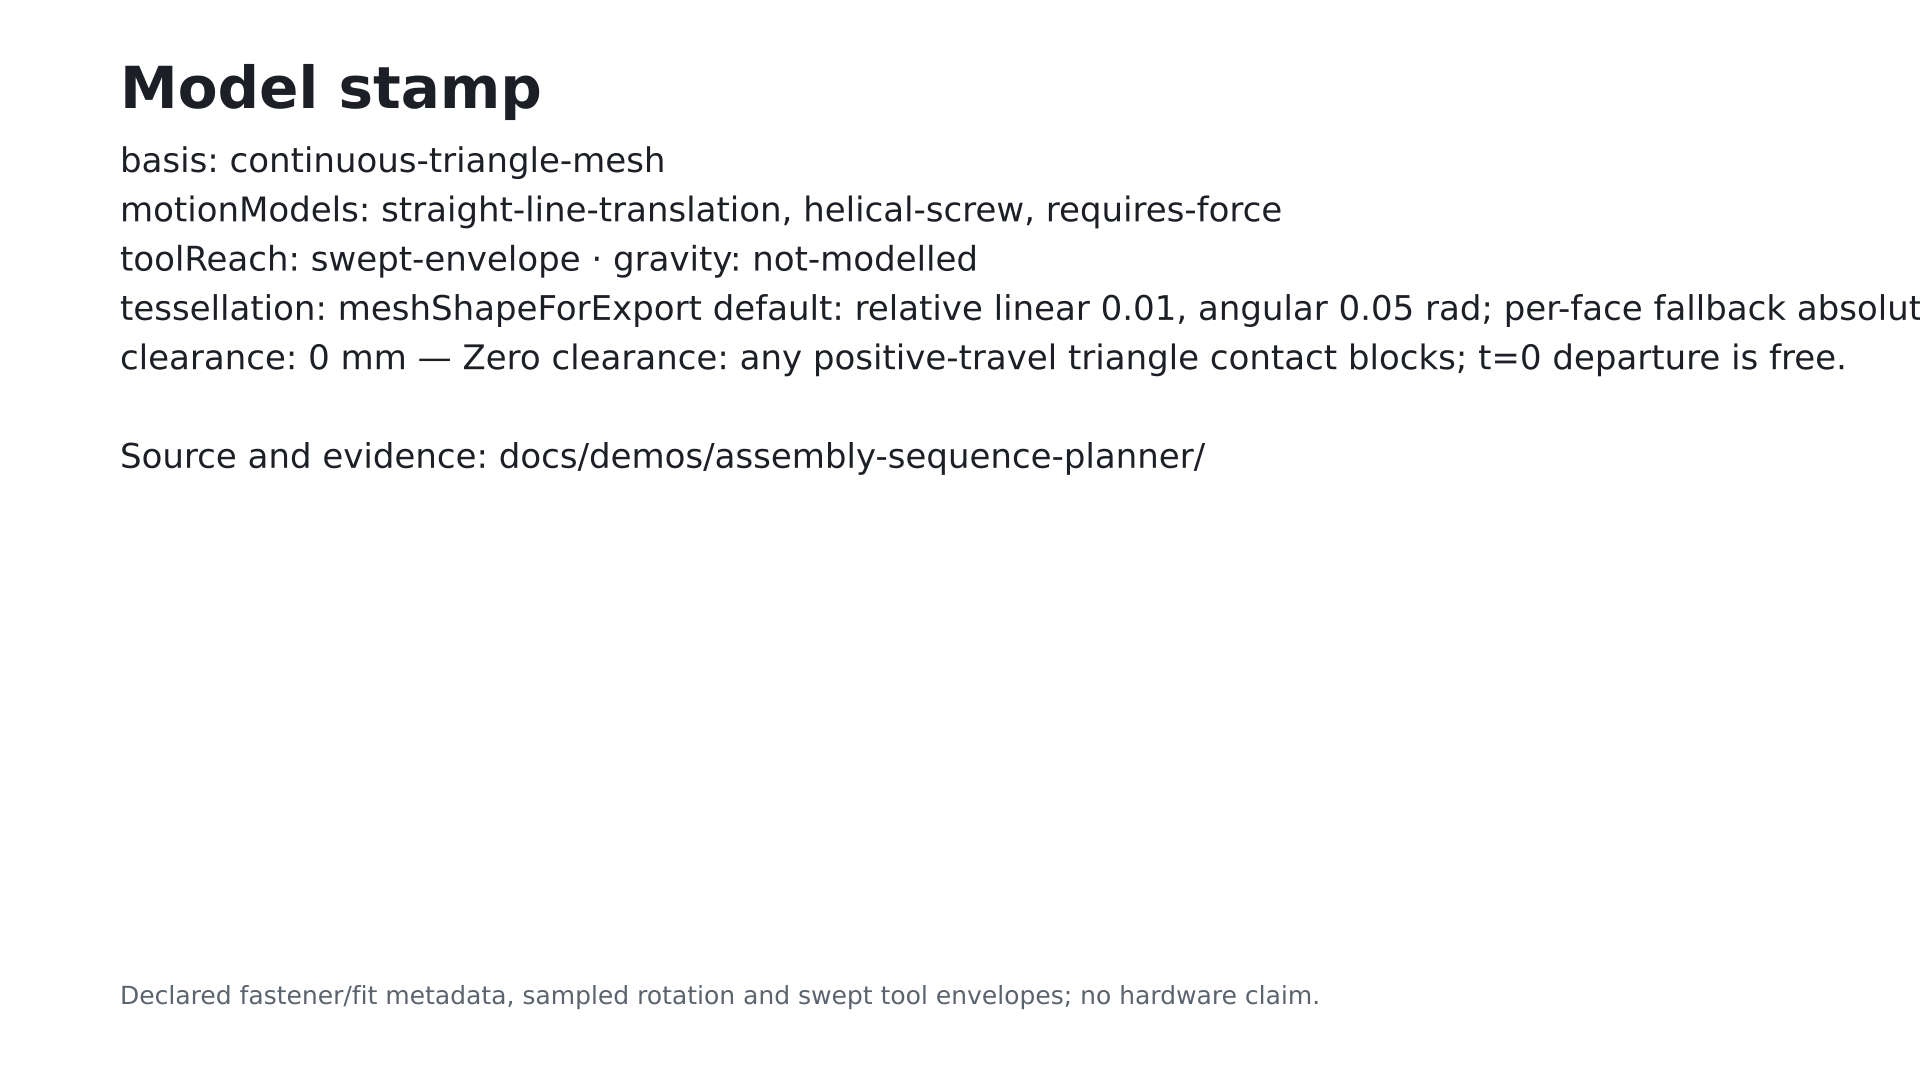 Model stamp
basis: continuous-triangle-mesh
motionModels: straight-line-translation, helical-screw, requires-force
toolReach: swept-envelope · gravity: not-modelled
tessellation: meshShapeForExport default: relative linear 0.01, angular 0.05 rad; per-face fallback absolut
clearance: 0 mm — Zero clearance: any positive-travel triangle contact blocks; t=0 departure is free.
Source and evidence: docs/demos/assembly-sequence-planner/
Declared fastener/fit metadata, sampled rotation and swept tool envelopes; no hardware claim.